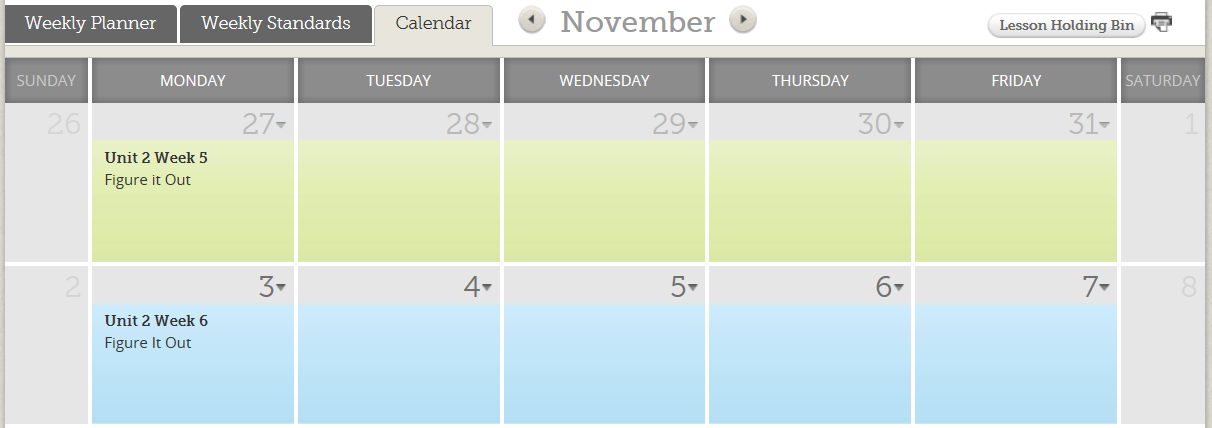 Weekly Planner Weekly Standards Calendar November Lesson Holding Bin
SUNDAY MONDAY TUESDAY WEDNESDAY THURSDAY FRIDAY SATURDAY
26 27 28 29 30 31 1
Unit 2 Week 5
Figure it Out
2 3 4 5 6 7 8
Unit 2 Week 6
Figure It Out